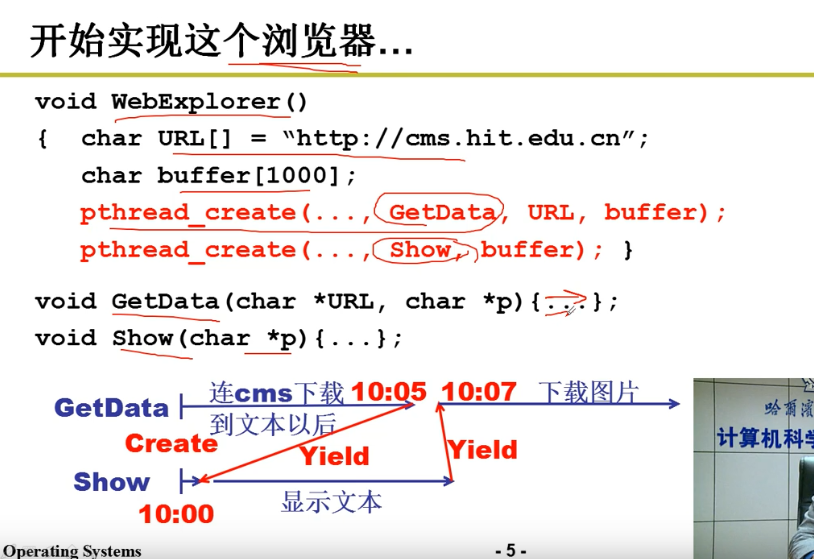 开始实现这个浏览器…
void WebExplorer()
{ char URL[] = “http://cms.hit.edu.cn”;
char buffer[1000];
pthread_create(..., GetData, URL, buffer);
pthread_create(..., Show, buffer); }
void GetData(char *URL, char *p){...};
void Show(char *p){...};
GetData
连cms下载
到文本以后
10:05
10:07
下载图片
Create
Yield
Yield
Show
10:00
显示文本
计算机科学
Operating Systems
- 5 -